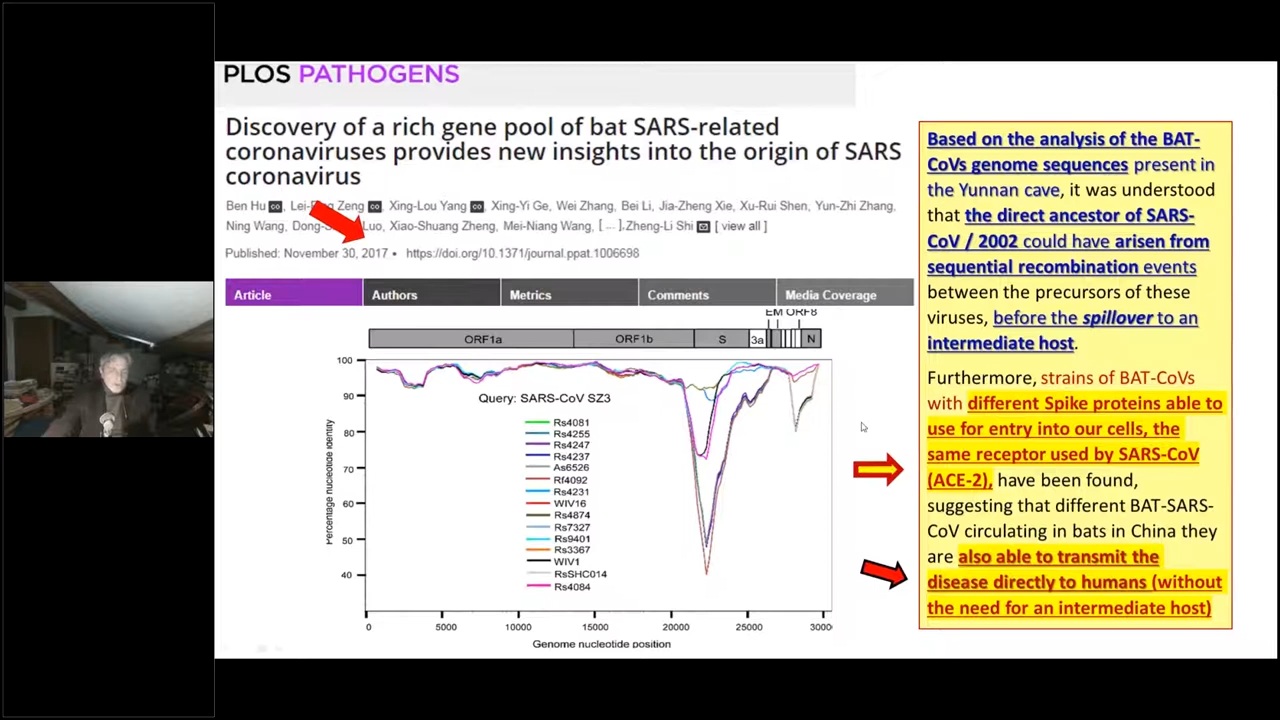 PLOS PATHOGENS
Discovery of a rich gene pool of bat SARS-related
coronaviruses provides new insights into the origin of SARS
coronavirus
Ben Hu co, Lei- Zeng co, Xing-Lou Yang co, Xing-Yi Ge, Wei Zhang, Bei Li, Jia-Zheng Xie, Xu-Rui Shen, Yun-Zhi Zhang,
Ning Wang, Dong- Luo, Xiao-Shuang Zheng, Mei-Niang Wang, [ ... ],Zheng-Li Shi [ view all ]
Published: November 30, 2017 • https://doi.org/10.1371/journal.ppat.1006698
Article Authors Metrics Comments Media Coverage
EM ORF8
ORF1a ORF1b S 3a N
100
90
80
70
60
50
40
Percentage nucleotide identity
Query: SARS-CoV SZ3
Rs4081
Rs4255
Rs4247
Rs4237
As6526
Rf4092
Rs4231
WIV16
Rs4874
Rs7327
Rs9401
Rs3367
WIV1
RsSHC014
Rs4084
0 5000 10000 15000 20000 25000 3000
Genome nucleotide position
Based on the analysis of the BAT-
CoVs genome sequences present in
the Yunnan cave, it was understood
that the direct ancestor of SARS-
CoV / 2002 could have arisen from
sequential recombination events
between the precursors of these
viruses, before the spillover to an
intermediate host.
Furthermore, strains of BAT-CoVs
with different Spike proteins able to
use for entry into our cells, the
same receptor used by SARS-CoV
(ACE-2), have been found,
suggesting that different BAT-SARS-
CoV circulating in bats in China they
are also able to transmit the
disease directly to humans (without
the need for an intermediate host)